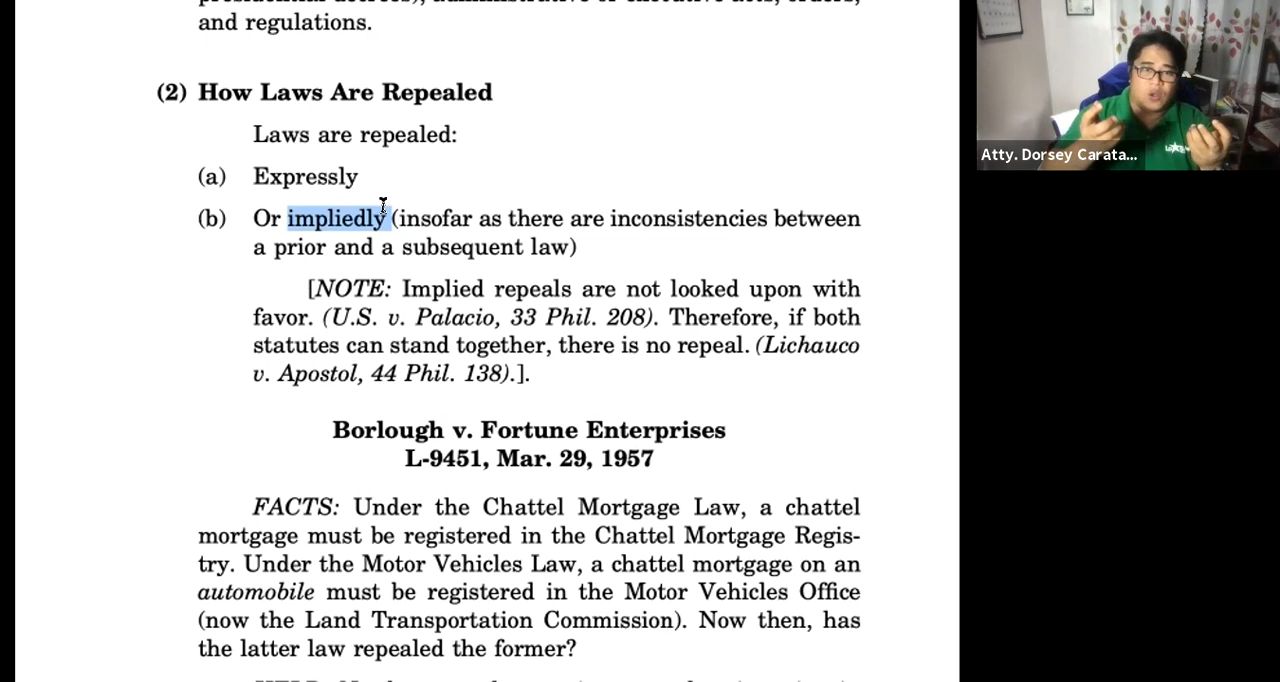 and regulations.
(2) How Laws Are Repealed
Laws are repealed:
(a) Expressly
(b) Or impliedly (insofar as there are inconsistencies between
a prior and a subsequent law)
[NOTE: Implied repeals are not looked upon with
favor. (U.S. v. Palacio, 33 Phil. 208). Therefore, if both
statutes can stand together, there is no repeal. (Lichauco
v. Apostol, 44 Phil. 138).].
Borlough v. Fortune Enterprises
L-9451, Mar. 29, 1957
FACTS: Under the Chattel Mortgage Law, a chattel
mortgage must be registered in the Chattel Mortgage Regis-
try. Under the Motor Vehicles Law, a chattel mortgage on an
automobile must be registered in the Motor Vehicles Office
(now the Land Transportation Commission). Now then, has
the latter law repealed the former?
Atty. Dorsey Carata...